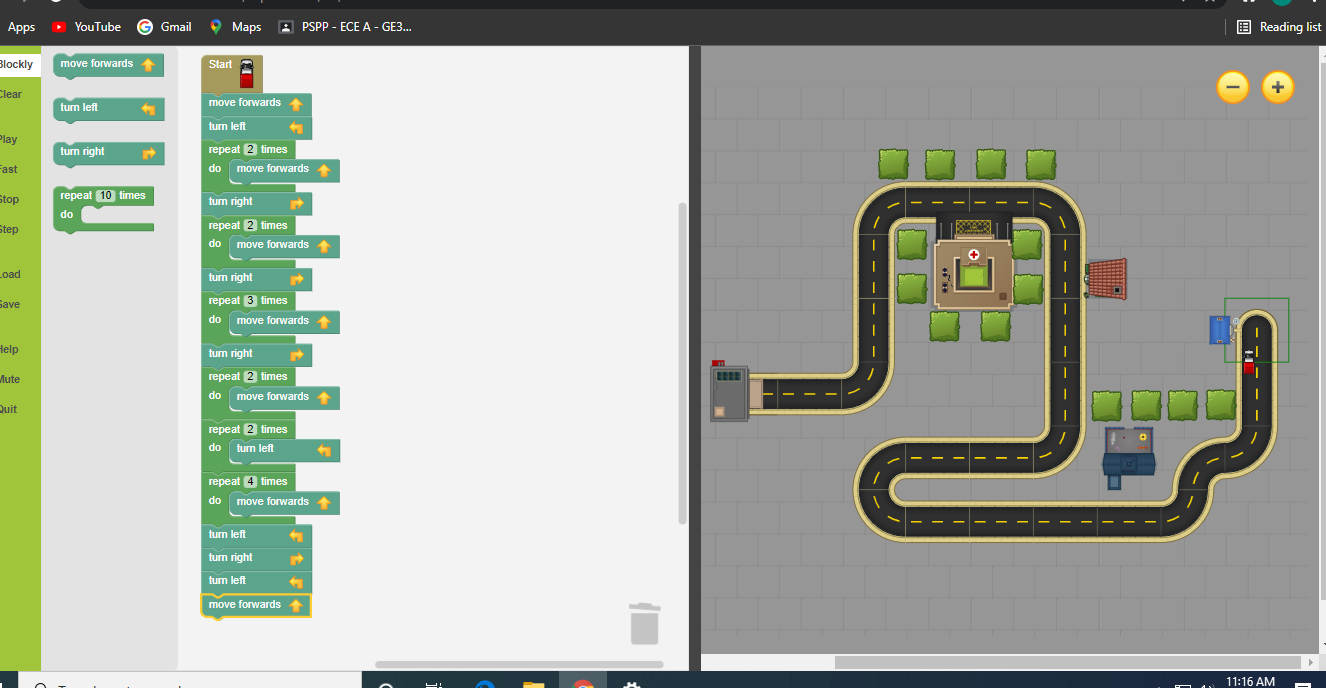 Apps YouTube Gmail Maps PSPP - ECE A - GE3... Reading list
Blockly
Clear
Play
Fast
Stop
Step
Load
Save
Help
Mute
Quit
move forwards
turn left
turn right
repeat 10 times
do
Start
move forwards
turn left
repeat 2 times
do move forwards
turn right
repeat 2 times
do move forwards
turn right
repeat 3 times
do move forwards
turn right
repeat 2 times
do move forwards
repeat 2 times
do turn left
repeat 4 times
do move forwards
turn left
turn right
turn left
move forwards
11:16 AM